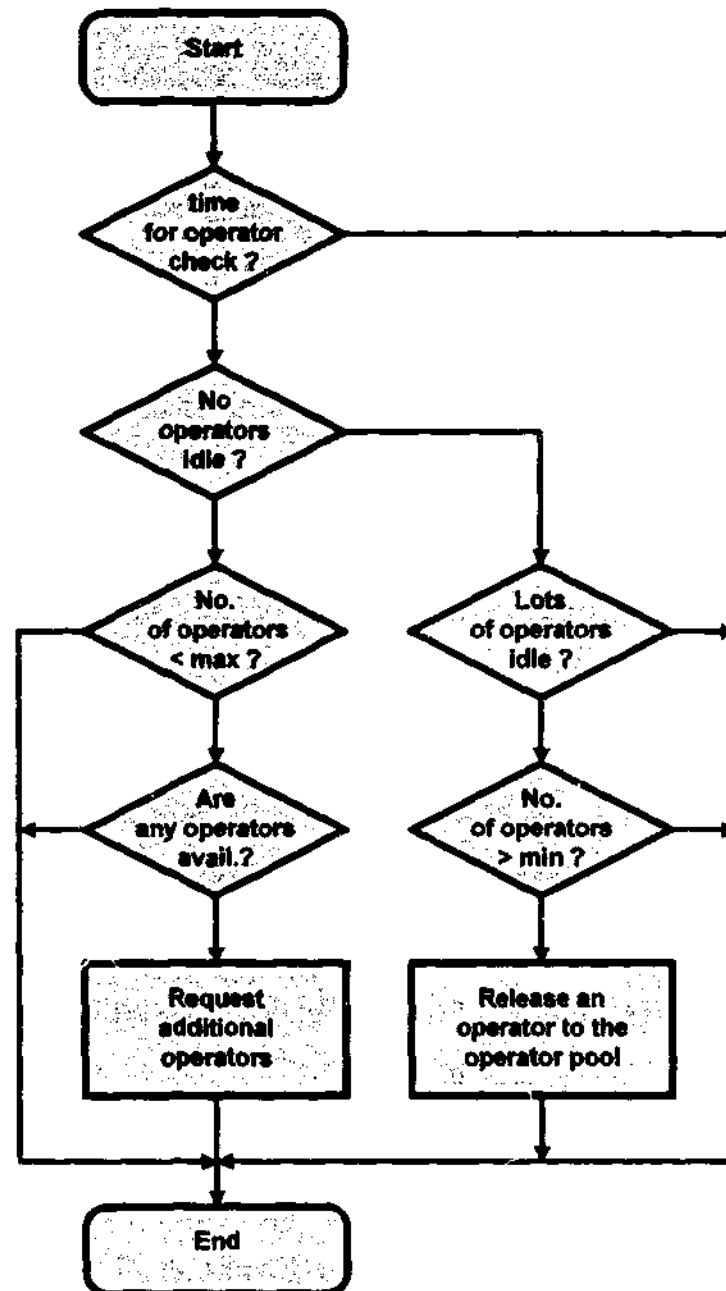 Start
time
for operator
check ?
No
operators
idle ?
No.
of operators
< max ?
Lots
of operators
idle ?
Are
any operators
avail.?
No.
of operators
> min ?
Request
additional
operators
Release an
operator to the
operator pool
End